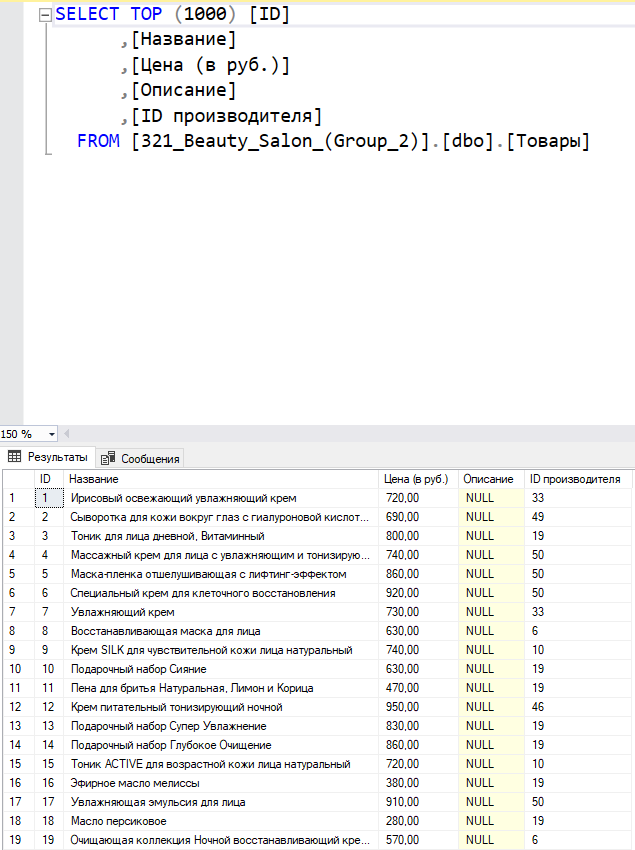 SELECT TOP (1000) [ID]
,[Название]
,[Цена (в руб.)]
,[Описание]
,[ID производителя]
FROM [321_Beauty_Salon_(Group_2)].[dbo].[Товары]
150 %
Результаты Сообщения
ID Название Цена (в руб.) Описание ID производителя
1 1 Ирисовый освежающий увлажняющий крем 720,00 NULL 33
2 2 Сыворотка для кожи вокруг глаз с гиалуроновой кислот... 690,00 NULL 49
3 3 Тоник для лица дневной, Витаминный 800,00 NULL 19
4 4 Массажный крем для лица с увлажняющим и тонизирую... 740,00 NULL 50
5 5 Маска-пленка отшелушивающая с лифтинг-эффектом 860,00 NULL 50
6 6 Специальный крем для клеточного восстановления 920,00 NULL 50
7 7 Увлажняющий крем 730,00 NULL 33
8 8 Восстанавливающая маска для лица 630,00 NULL 6
9 9 Крем SILK для чувствительной кожи лица натуральный 740,00 NULL 10
10 10 Подарочный набор Сияние 630,00 NULL 19
11 11 Пена для бритья Натуральная, Лимон и Корица 470,00 NULL 19
12 12 Крем питательный тонизирующий ночной 950,00 NULL 46
13 13 Подарочный набор Супер Увлажнение 830,00 NULL 19
14 14 Подарочный набор Глубокое Очищение 860,00 NULL 19
15 15 Тоник ACTIVE для возрастной кожи лица натуральный 720,00 NULL 10
16 16 Эфирное масло мелиссы 380,00 NULL 19
17 17 Увлажняющая эмульсия для лица 910,00 NULL 50
18 18 Масло персиковое 280,00 NULL 19
19 19 Очищающая коллекция Ночной восстанавливающий кре... 570,00 NULL 6